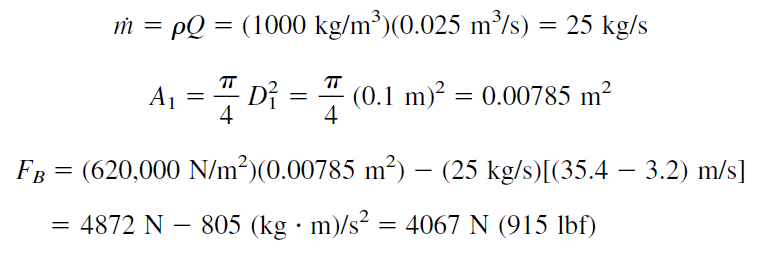 ṁ = ρQ = (1000 kg/m³)(0.025 m³/s) = 25 kg/s
A₁ = π/4 D₁² = π/4 (0.1 m)² = 0.00785 m²
F_B = (620,000 N/m²)(0.00785 m²) − (25 kg/s)[(35.4 − 3.2) m/s]
= 4872 N − 805 (kg · m)/s² = 4067 N (915 lbf)